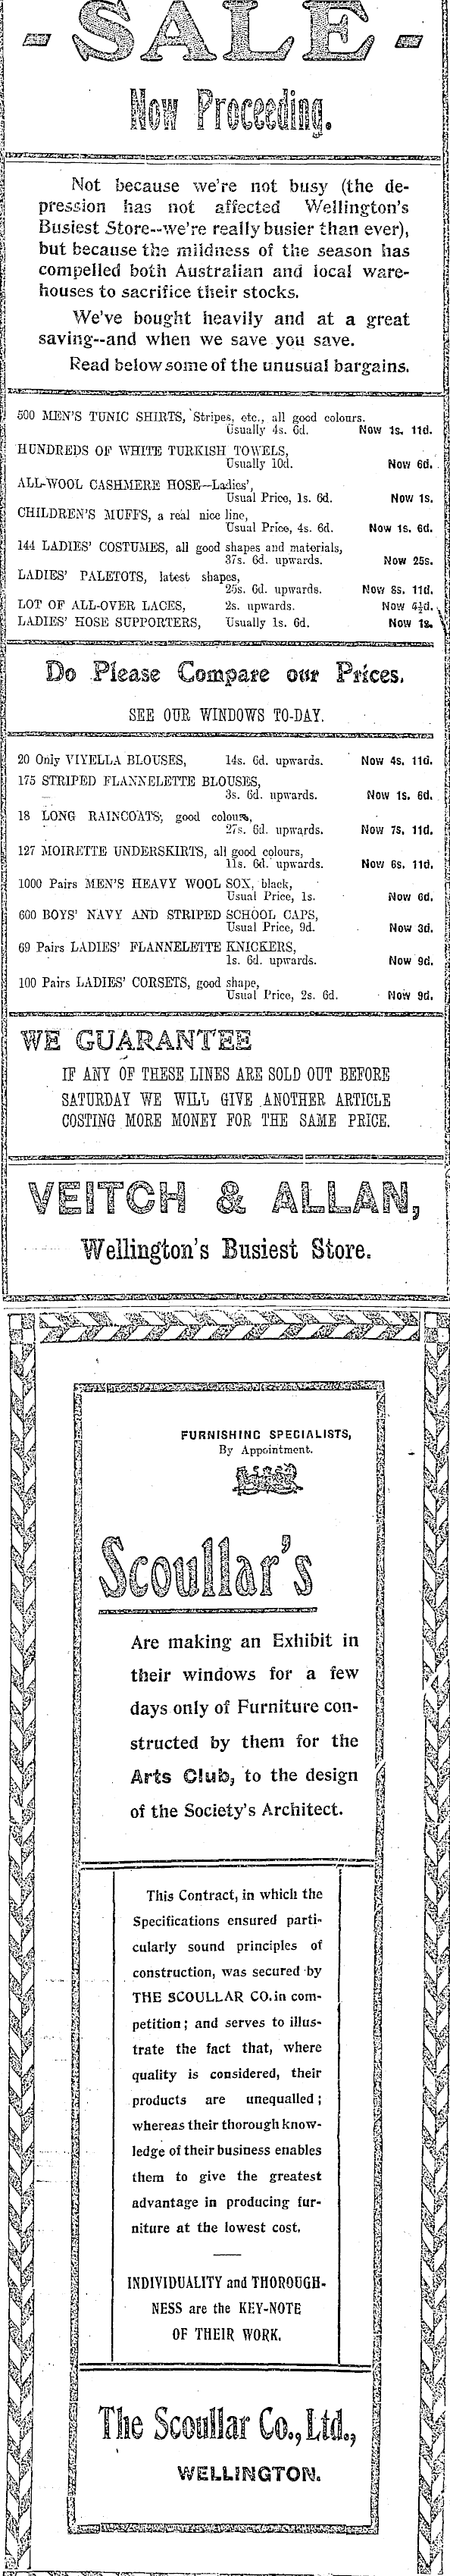 - SALE -
Now Proceeding.
Not because we're not busy (the de-
pression has not affected Wellington's
Busiest Store--we're really busier than ever),
but because the mildness of the season has
compelled both Australian and local ware-
houses to sacrifice their stocks.
We've bought heavily and at a great
saving--and when we save you save.
Read below some of the unusual bargains.
500 MEN'S TUNIC SHIRTS, Stripes, etc., all good colours.
Usually 4s. 6d. Now 1s. 11d.
HUNDREDS OF WHITE TURKISH TOWELS,
Usually 10d. Now 6d.
ALL-WOOL CASHMERE HOSE—Ladies',
Usual Price, 1s. 6d. Now 1s.
CHILDREN'S MUFFS, a real nice line,
Usual Price, 4s. 6d. Now 1s. 6d.
144 LADIES' COSTUMES, all good shapes and materials,
37s. 6d. upwards. Now 25s.
LADIES' PALETOTS, latest shapes,
25s. 6d. upwards. Now 8s. 11d.
LOT OF ALL-OVER LACES, 2s. upwards. Now 4½d.
LADIES' HOSE SUPPORTERS, Usually 1s. 6d. Now 1s.
Do Please Compare our Prices.
SEE OUR WINDOWS TO-DAY.
20 Only VIYELLA BLOUSES, 14s. 6d. upwards. Now 4s. 11d.
175 STRIPED FLANNELETTE BLOUSES,
3s. 6d. upwards. Now 1s. 6d.
18 LONG RAINCOATS, good colours,
27s. 6d. upwards. Now 7s. 11d.
127 MOIRETTE UNDERSKIRTS, all good colours,
11s. 6d. upwards. Now 6s. 11d.
1000 Pairs MEN'S HEAVY WOOL SOX, black,
Usual Price, 1s. Now 6d.
600 BOYS' NAVY AND STRIPED SCHOOL CAPS,
Usual Price, 9d. Now 3d.
69 Pairs LADIES' FLANNELETTE KNICKERS,
1s. 6d. upwards. Now 9d.
100 Pairs LADIES' CORSETS, good shape,
Usual Price, 2s. 6d. Now 9d.
WE GUARANTEE
IF ANY OF THESE LINES ARE SOLD OUT BEFORE
SATURDAY WE WILL GIVE ANOTHER ARTICLE
COSTING MORE MONEY FOR THE SAME PRICE.
VEITCH & ALLAN,
Wellington's Busiest Store.
FURNISHING SPECIALISTS,
By Appointment.
Scoullar's
Are making an Exhibit in
their windows for a few
days only of Furniture con-
structed by them for the
Arts Club, to the design
of the Society's Architect.
This Contract, in which the
Specifications ensured parti-
cularly sound principles of
construction, was secured by
THE SCOULLAR CO. in com-
petition; and serves to illus-
trate the fact that, where
quality is considered, their
products are unequalled;
whereas their thorough know-
ledge of their business enables
them to give the greatest
advantage in producing fur-
niture at the lowest cost.
INDIVIDUALITY and THOROUGH-
NESS are the KEY-NOTE
OF THEIR WORK.
The Scoullar Co., Ltd.,
WELLINGTON.